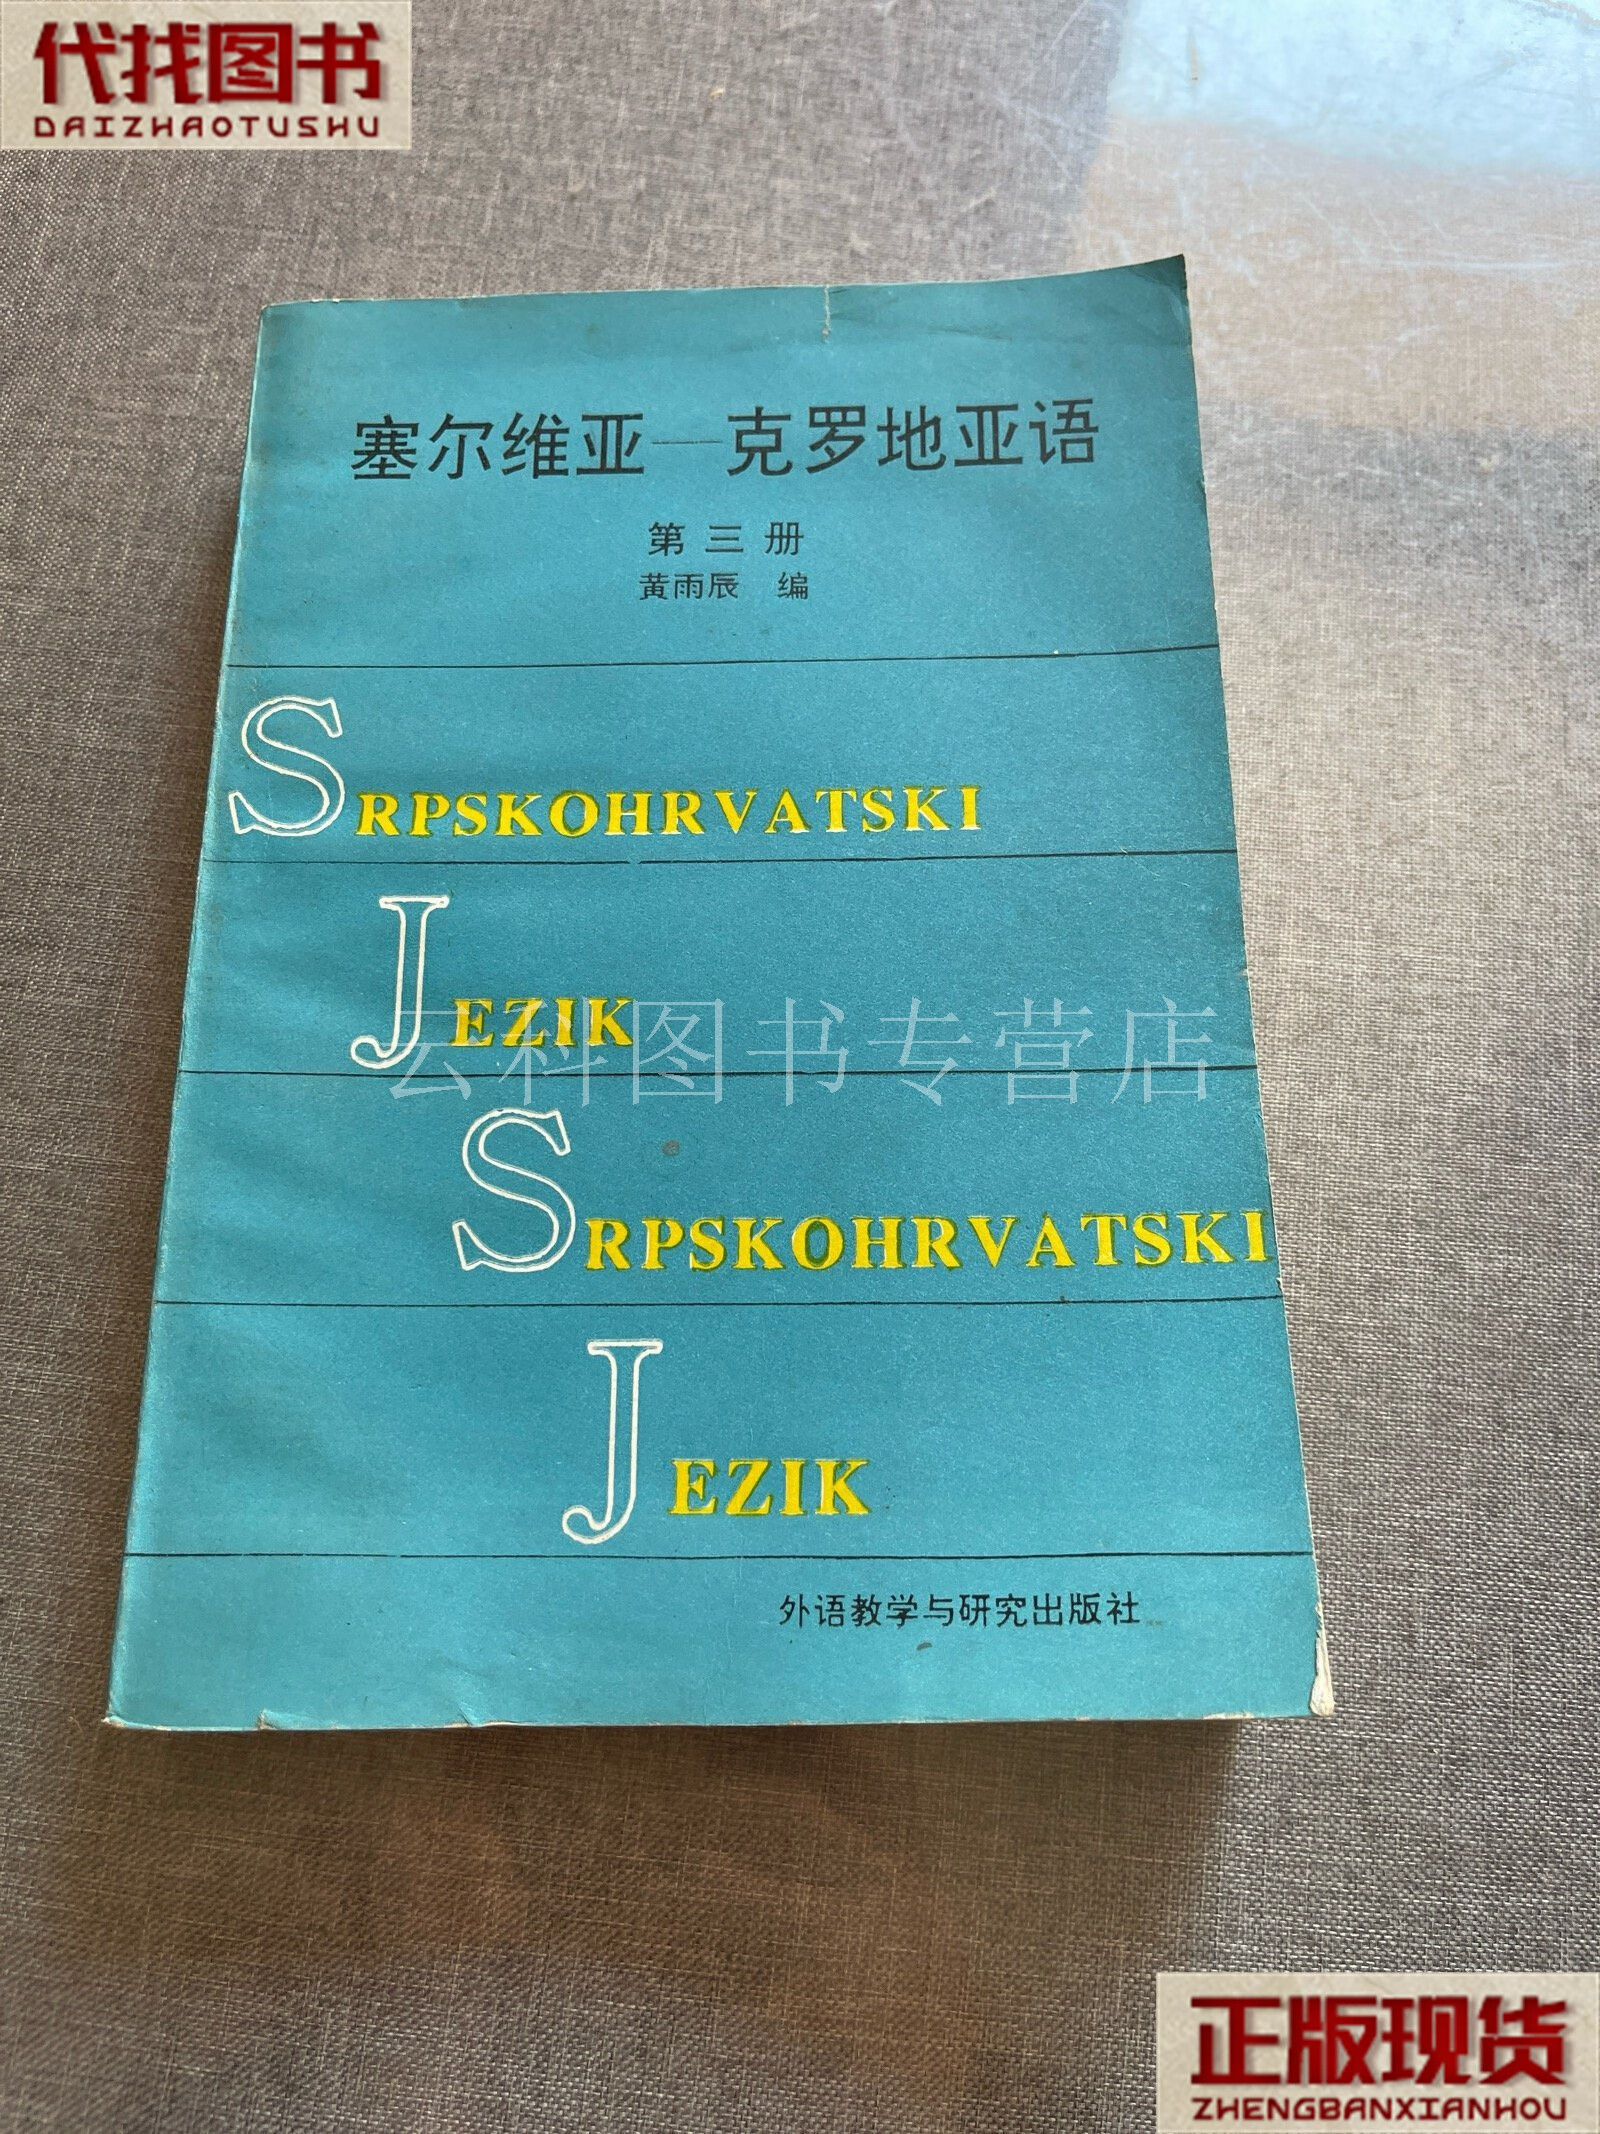 代找图书
DAIZHAOTUSHU
塞尔维亚—克罗地亚语
第三册
黄雨辰 编
SRPSKOHRVATSKI
JEZIK
云科图书专营店
SRPSKOHRVATSKI
JEZIK
外语教学与研究出版社
正版现货
ZHENGBANXIANHOU